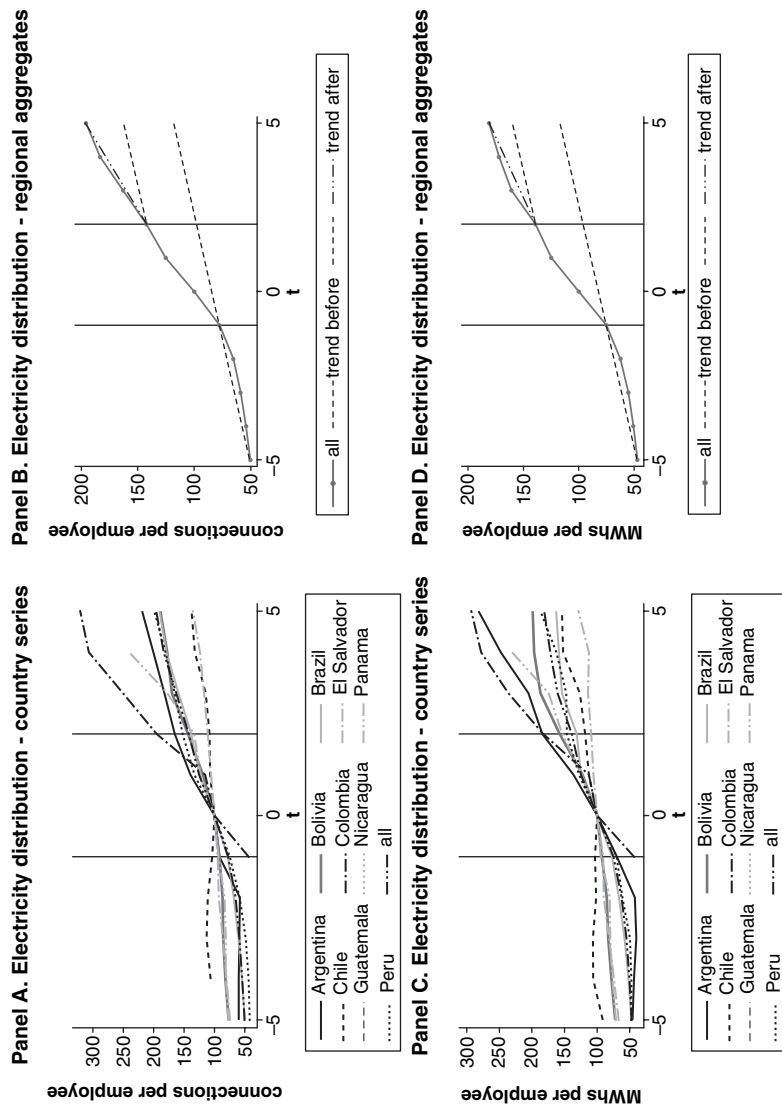 Panel A. Electricity distribution - country series
connections per employee
300
250
200
150
100
50
−5
0
5
t
Argentina Bolivia Brazil
Chile Colombia El Salvador
Guatemala Nicaragua Panama
Peru all
Panel B. Electricity distribution - regional aggregates
connections per employee
200
150
100
50
−5
0
5
t
all trend before trend after
Panel C. Electricity distribution - country series
MWhs per employee
300
250
200
150
100
50
−5
0
5
t
Argentina Bolivia Brazil
Chile Colombia El Salvador
Guatemala Nicaragua Panama
Peru all
Panel D. Electricity distribution - regional aggregates
MWhs per employee
200
150
100
50
−5
0
5
t
all trend before trend after